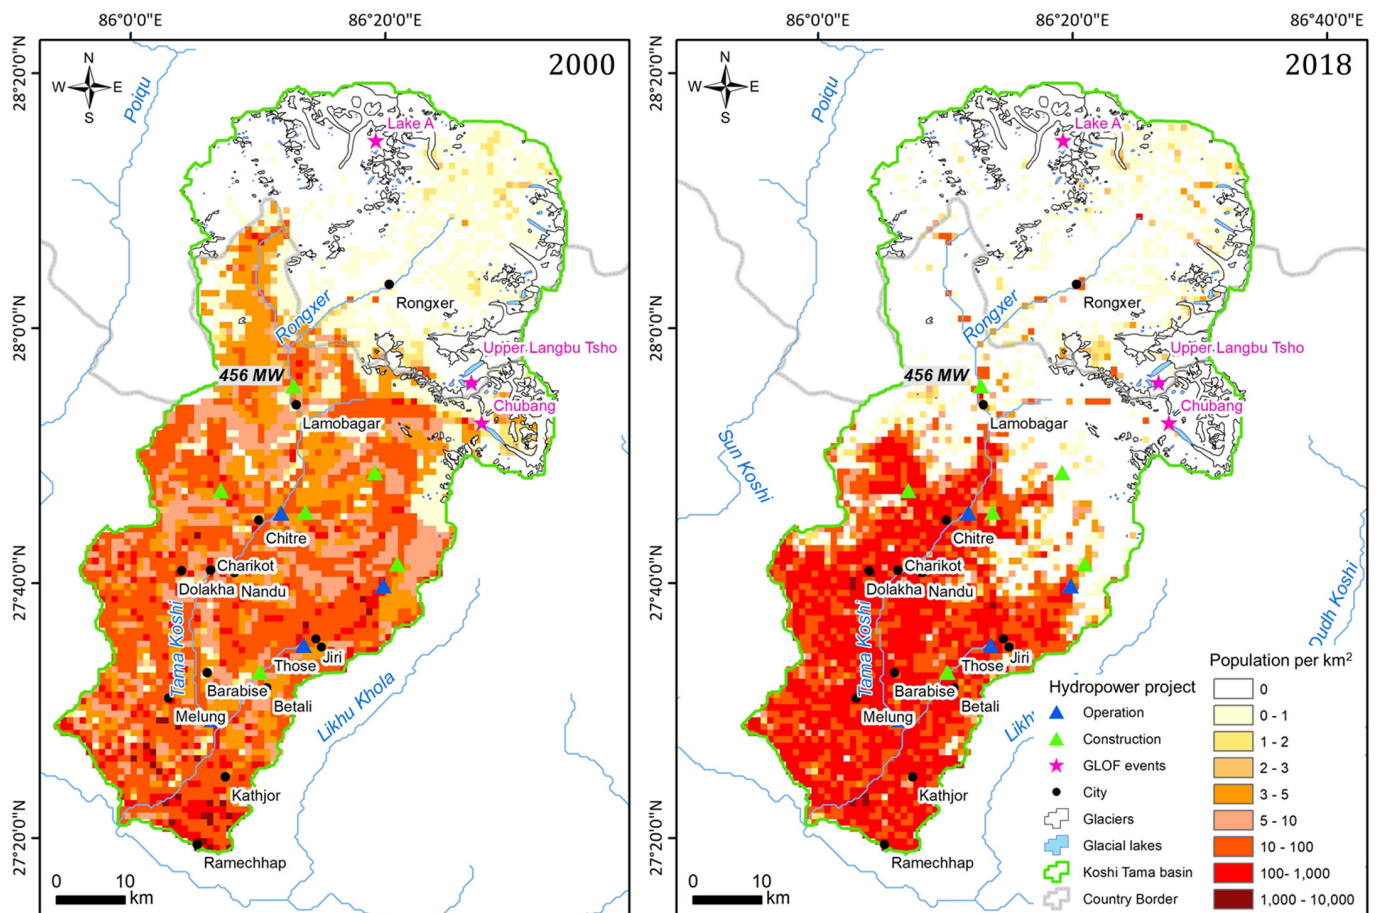 86°0'0"E
86°20'0"E
86°0'0"E
86°20'0"E
86°40'0"E
28°20'0"N
28°0'0"N
27°40'0"N
27°20'0"N
N
W
E
S
2000
Poiqu
Lake A
Rongxer
Rongxer
Upper Langbu Tsho
456 MW
Chubang
Lamobagar
Chitre
Charikot
Dolakha
Nandu
Tama Koshi
Jiri
Those
Barabise
Betali
Melung
Likhu Khola
Kathjor
Ramechhap
0
10
km
28°20'0"N
28°0'0"N
27°40'0"N
27°20'0"N
N
W
E
S
2018
Poiqu
Lake A
Rongxer
Rongxer
Upper Langbu Tsho
456 MW
Chubang
Lamobagar
Sun Koshi
Chitre
Charikot
Dolakha
Nandu
Dudh Koshi
Tama Koshi
Jiri
Those
Barabise
Betali
Melung
Likh
Kathjor
Ramechhap
0
10
km
Hydropower project
Operation
Construction
GLOF events
City
Glaciers
Glacial lakes
Koshi Tama basin
Country Border
Population per km²
0
0 - 1
1 - 2
2 - 3
3 - 5
5 - 10
10 - 100
100- 1,000
1,000 - 10,000